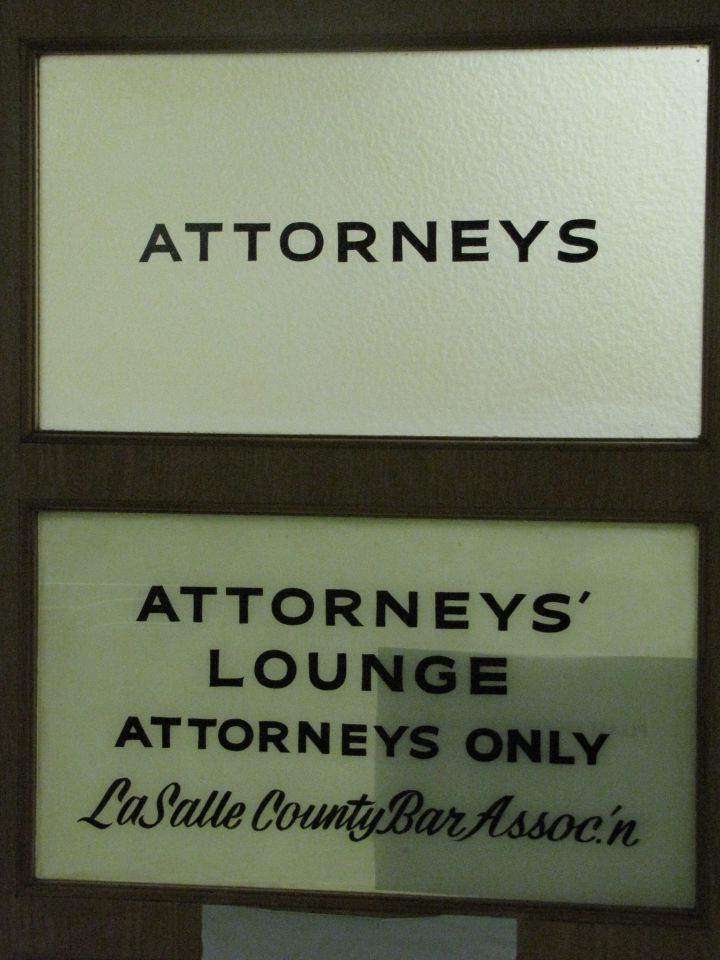 ATTORNEYS
ATTORNEYS'
LOUNGE
ATTORNEYS ONLY
LaSalle County Bar Assoc.'n